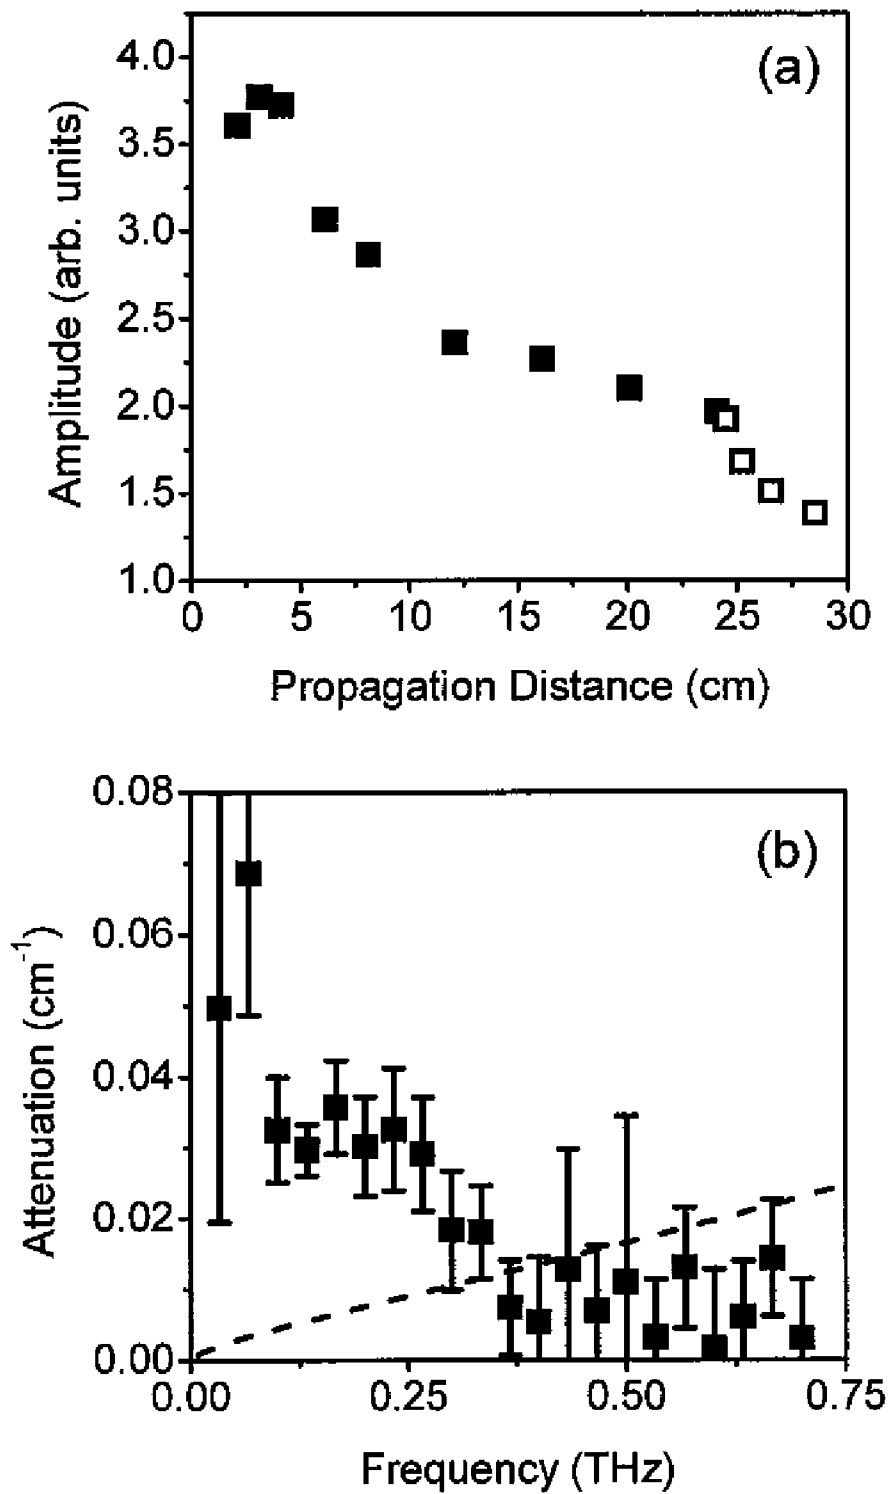 (a)
Amplitude (arb. units)
4.0
3.5
3.0
2.5
2.0
1.5
1.0
0 5 10 15 20 25 30
Propagation Distance (cm)
(b)
Attenuation (cm⁻¹)
0.08
0.06
0.04
0.02
0.00
0.00 0.25 0.50 0.75
Frequency (THz)